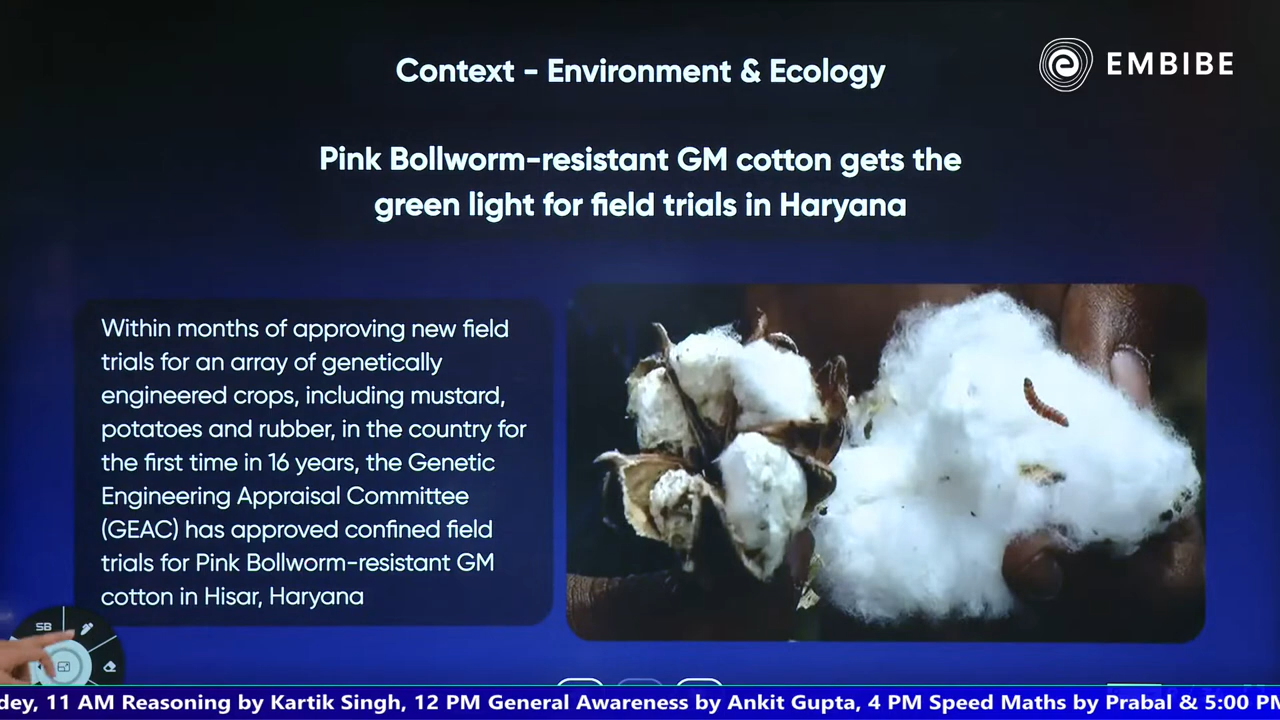 Context - Environment & Ecology
EMBIBE
Pink Bollworm-resistant GM cotton gets the
green light for field trials in Haryana
Within months of approving new field
trials for an array of genetically
engineered crops, including mustard,
potatoes and rubber, in the country for
the first time in 16 years, the Genetic
Engineering Appraisal Committee
(GEAC) has approved confined field
trials for Pink Bollworm-resistant GM
cotton in Hisar, Haryana
SB
dey, 11 AM Reasoning by Kartik Singh, 12 PM General Awareness by Ankit Gupta, 4 PM Speed Maths by Prabal & 5:00 PM